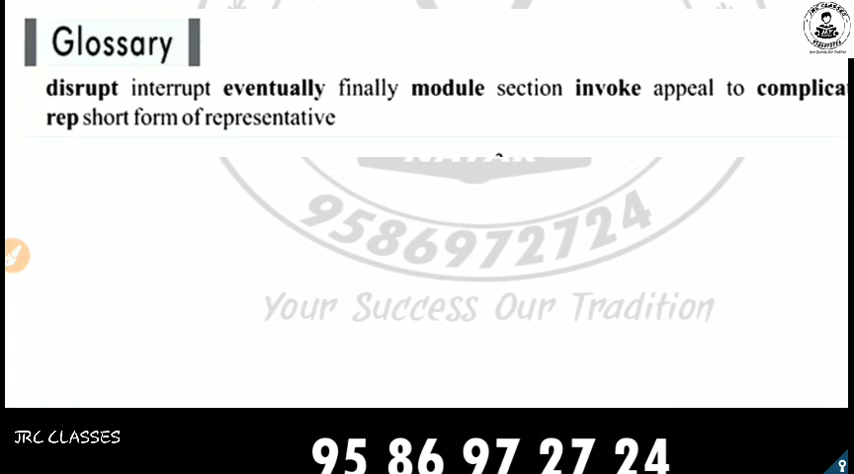 Glossary
disrupt interrupt eventually finally module section invoke appeal to
rep short form of representative
9586972724
Your Success Our Tradition
JRC CLASSES
95 86 97 27 24